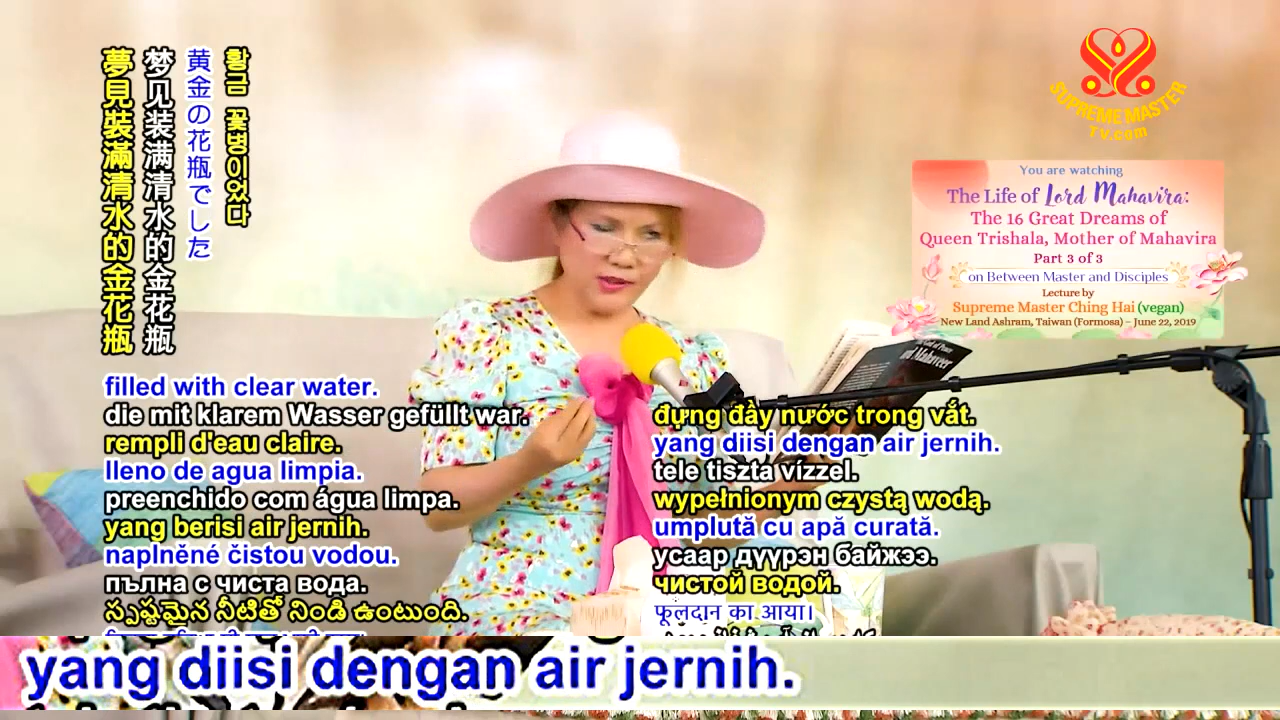 황금 꽃병이었다
黄金の花瓶でした
梦见装满清水的金花瓶
夢見裝滿清水的金花瓶
SUPREME MASTER
TV.com
You are watching
The Life of Lord Mahavira:
The 16 Great Dreams of
Queen Trishala, Mother of Mahavira
Part 3 of 3
on Between Master and Disciples
Lecture by
Supreme Master Ching Hai (vegan)
New Land Ashram, Taiwan (Formosa) – June 22, 2019
filled with clear water.
die mit klarem Wasser gefüllt war.
rempli d'eau claire.
lleno de agua limpia.
preenchido com água limpa.
yang berisi air jernih.
naplněné čistou vodou.
пълна с чиста вода.
స్పష్టమైన నీటితో నిండి ఉంటుంది.
đựng đầy nước trong vắt.
yang diisi dengan air jernih.
tele tiszta vízzel.
wypełnionym czystą wodą.
umplută cu apă curată.
усаар дүүрэн байжээ.
чистой водой.
फूलदान का आया।
yang diisi dengan air jernih.